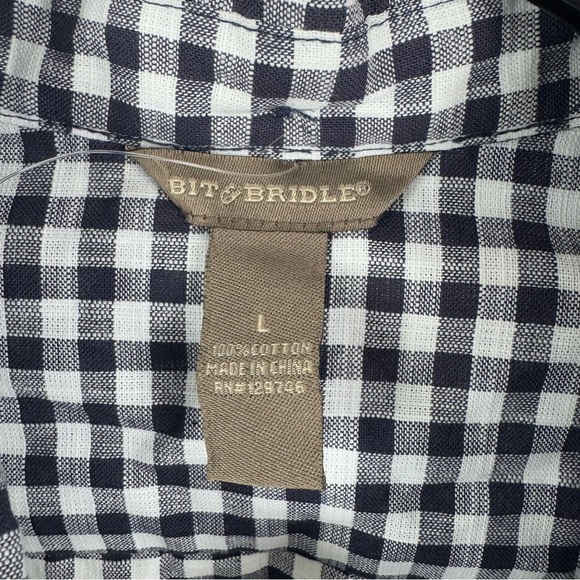 BIT & BRIDLE®
L
100% COTTON
MADE IN CHINA
RN#129746